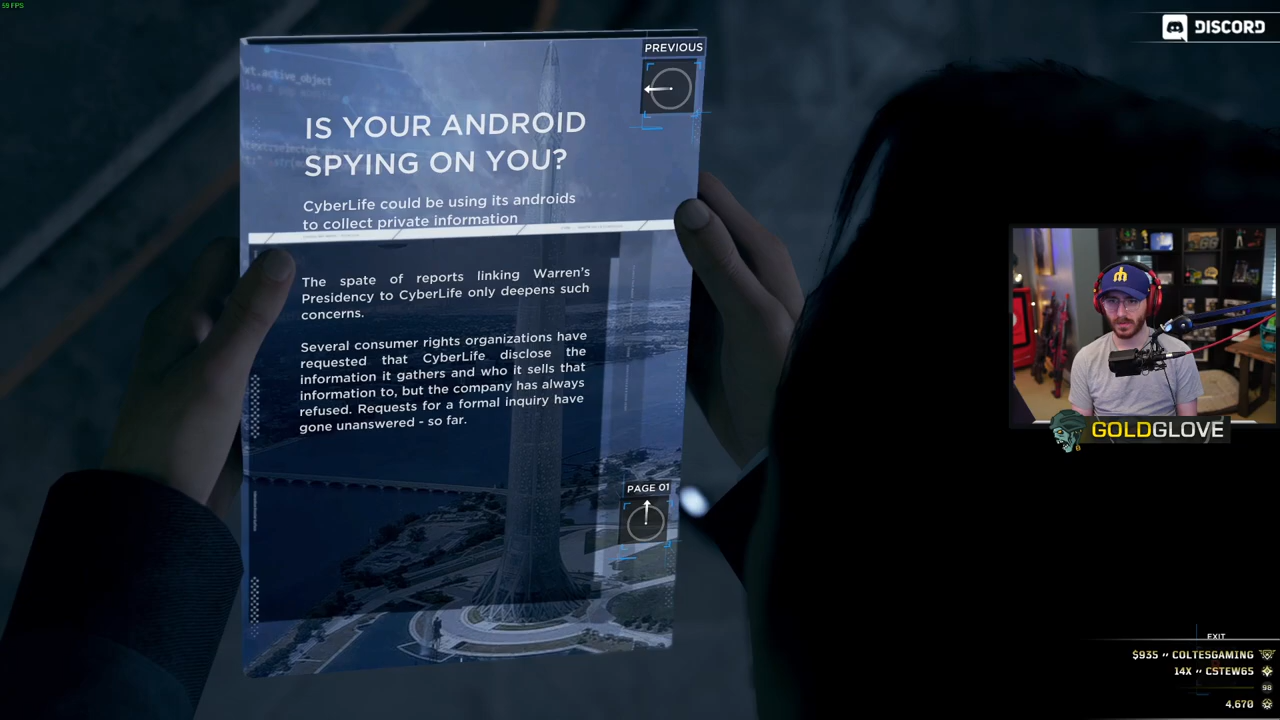 59 FPS
DISCORD
PREVIOUS
IS YOUR ANDROID
SPYING ON YOU?
CyberLife could be using its androids
to collect private information
The spate of reports linking Warren's
Presidency to CyberLife only deepens such
concerns.
Several consumer rights organizations have
requested that CyberLife disclose the
information it gathers and who it sells that
information to, but the company has always
refused. Requests for a formal inquiry have
gone unanswered - so far.
PAGE 01
GOLDGLOVE
EXIT
$935 " COLTESGAMING
14X " CSTEW65
98
4,670